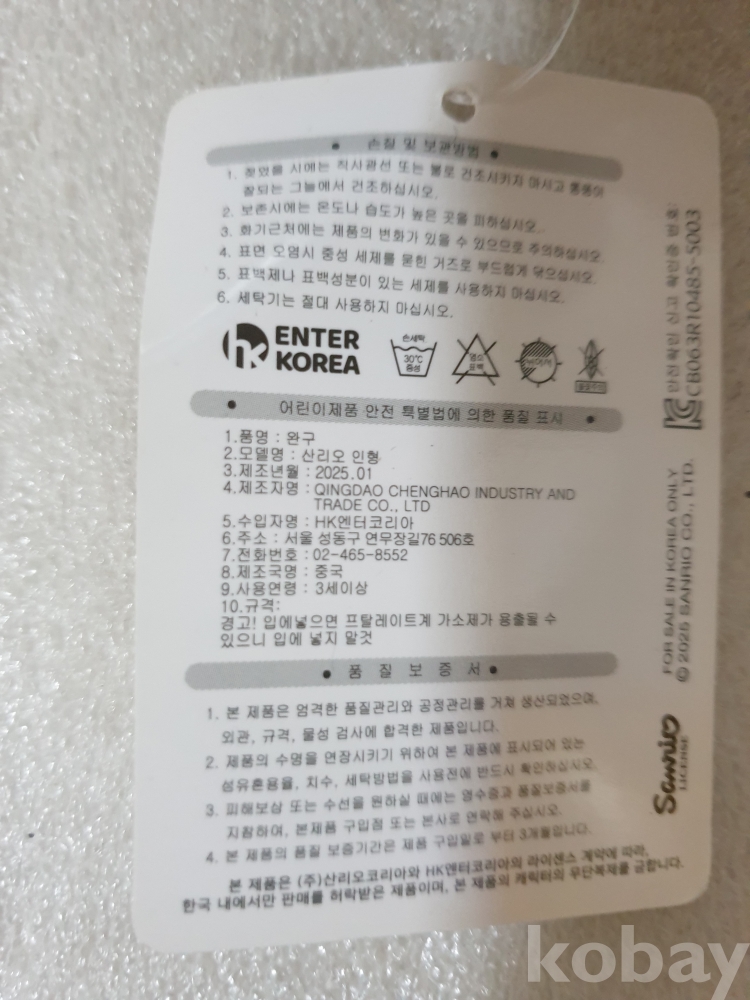 손질 및 보관방법
1. 젖었을 시에는 직사광선 또는 불로 건조시키지 마시고 통풍이
잘되는 그늘에서 건조하십시오.
2. 보존시에는 온도나 습도가 높은 곳을 피하십시오.
3. 화기근처에는 제품의 변화가 있을 수 있으므로 주의하십시오.
4. 표면 오염시 중성 세제를 묻힌 거즈로 부드럽게 닦으십시오.
5. 표백제나 표백성분이 있는 세제를 사용하지 마십시오.
6. 세탁기는 절대 사용하지 마십시오.
hk ENTER
KOREA
손세탁
30℃
중성
염소
표백
드라이
어린이제품 안전 특별법에 의한 품질 표시
1.품명 : 완구
2.모델명 : 산리오 인형
3.제조년월 : 2025.01
4.제조자명 : QINGDAO CHENGHAO INDUSTRY AND
TRADE CO., LTD
5.수입자명 : HK엔터코리아
6.주소 : 서울 성동구 연무장길76 506호
7.전화번호 : 02-465-8552
8.제조국명 : 중국
9.사용연령 : 3세이상
10.규격:
경고! 입에넣으면 프탈레이트계 가소제가 용출될 수
있으니 입에 넣지 말것
품 질 보 증 서
1. 본 제품은 엄격한 품질관리와 공정관리를 거쳐 생산되었으며,
외관, 규격, 물성 검사에 합격한 제품입니다.
2. 제품의 수명을 연장시키기 위하여 본 제품에 표시되어 있는
섬유혼용율, 치수, 세탁방법을 사용전에 반드시 확인하십시오.
3. 피해보상 또는 수선을 원하실 때에는 영수증과 품질보증서를
지참하여, 본제품 구입점 또는 본사로 연락해 주십시오.
4. 본 제품의 품질 보증기간은 제품 구입일로 부터 3개월입니다.
본 제품은 (주)산리오코리아와 HK엔터코리아의 라이센스 계약에 따라,
한국 내에서만 판매를 허락받은 제품이며, 본 제품의 캐릭터의 무단복제를 금합니다.
안전확인 신고 확인증 번호:
CB063R10485-5003
FOR SALE IN KOREA ONLY
© 2025 SANRIO CO., LTD.
Sanrio
LICENSE
kobay